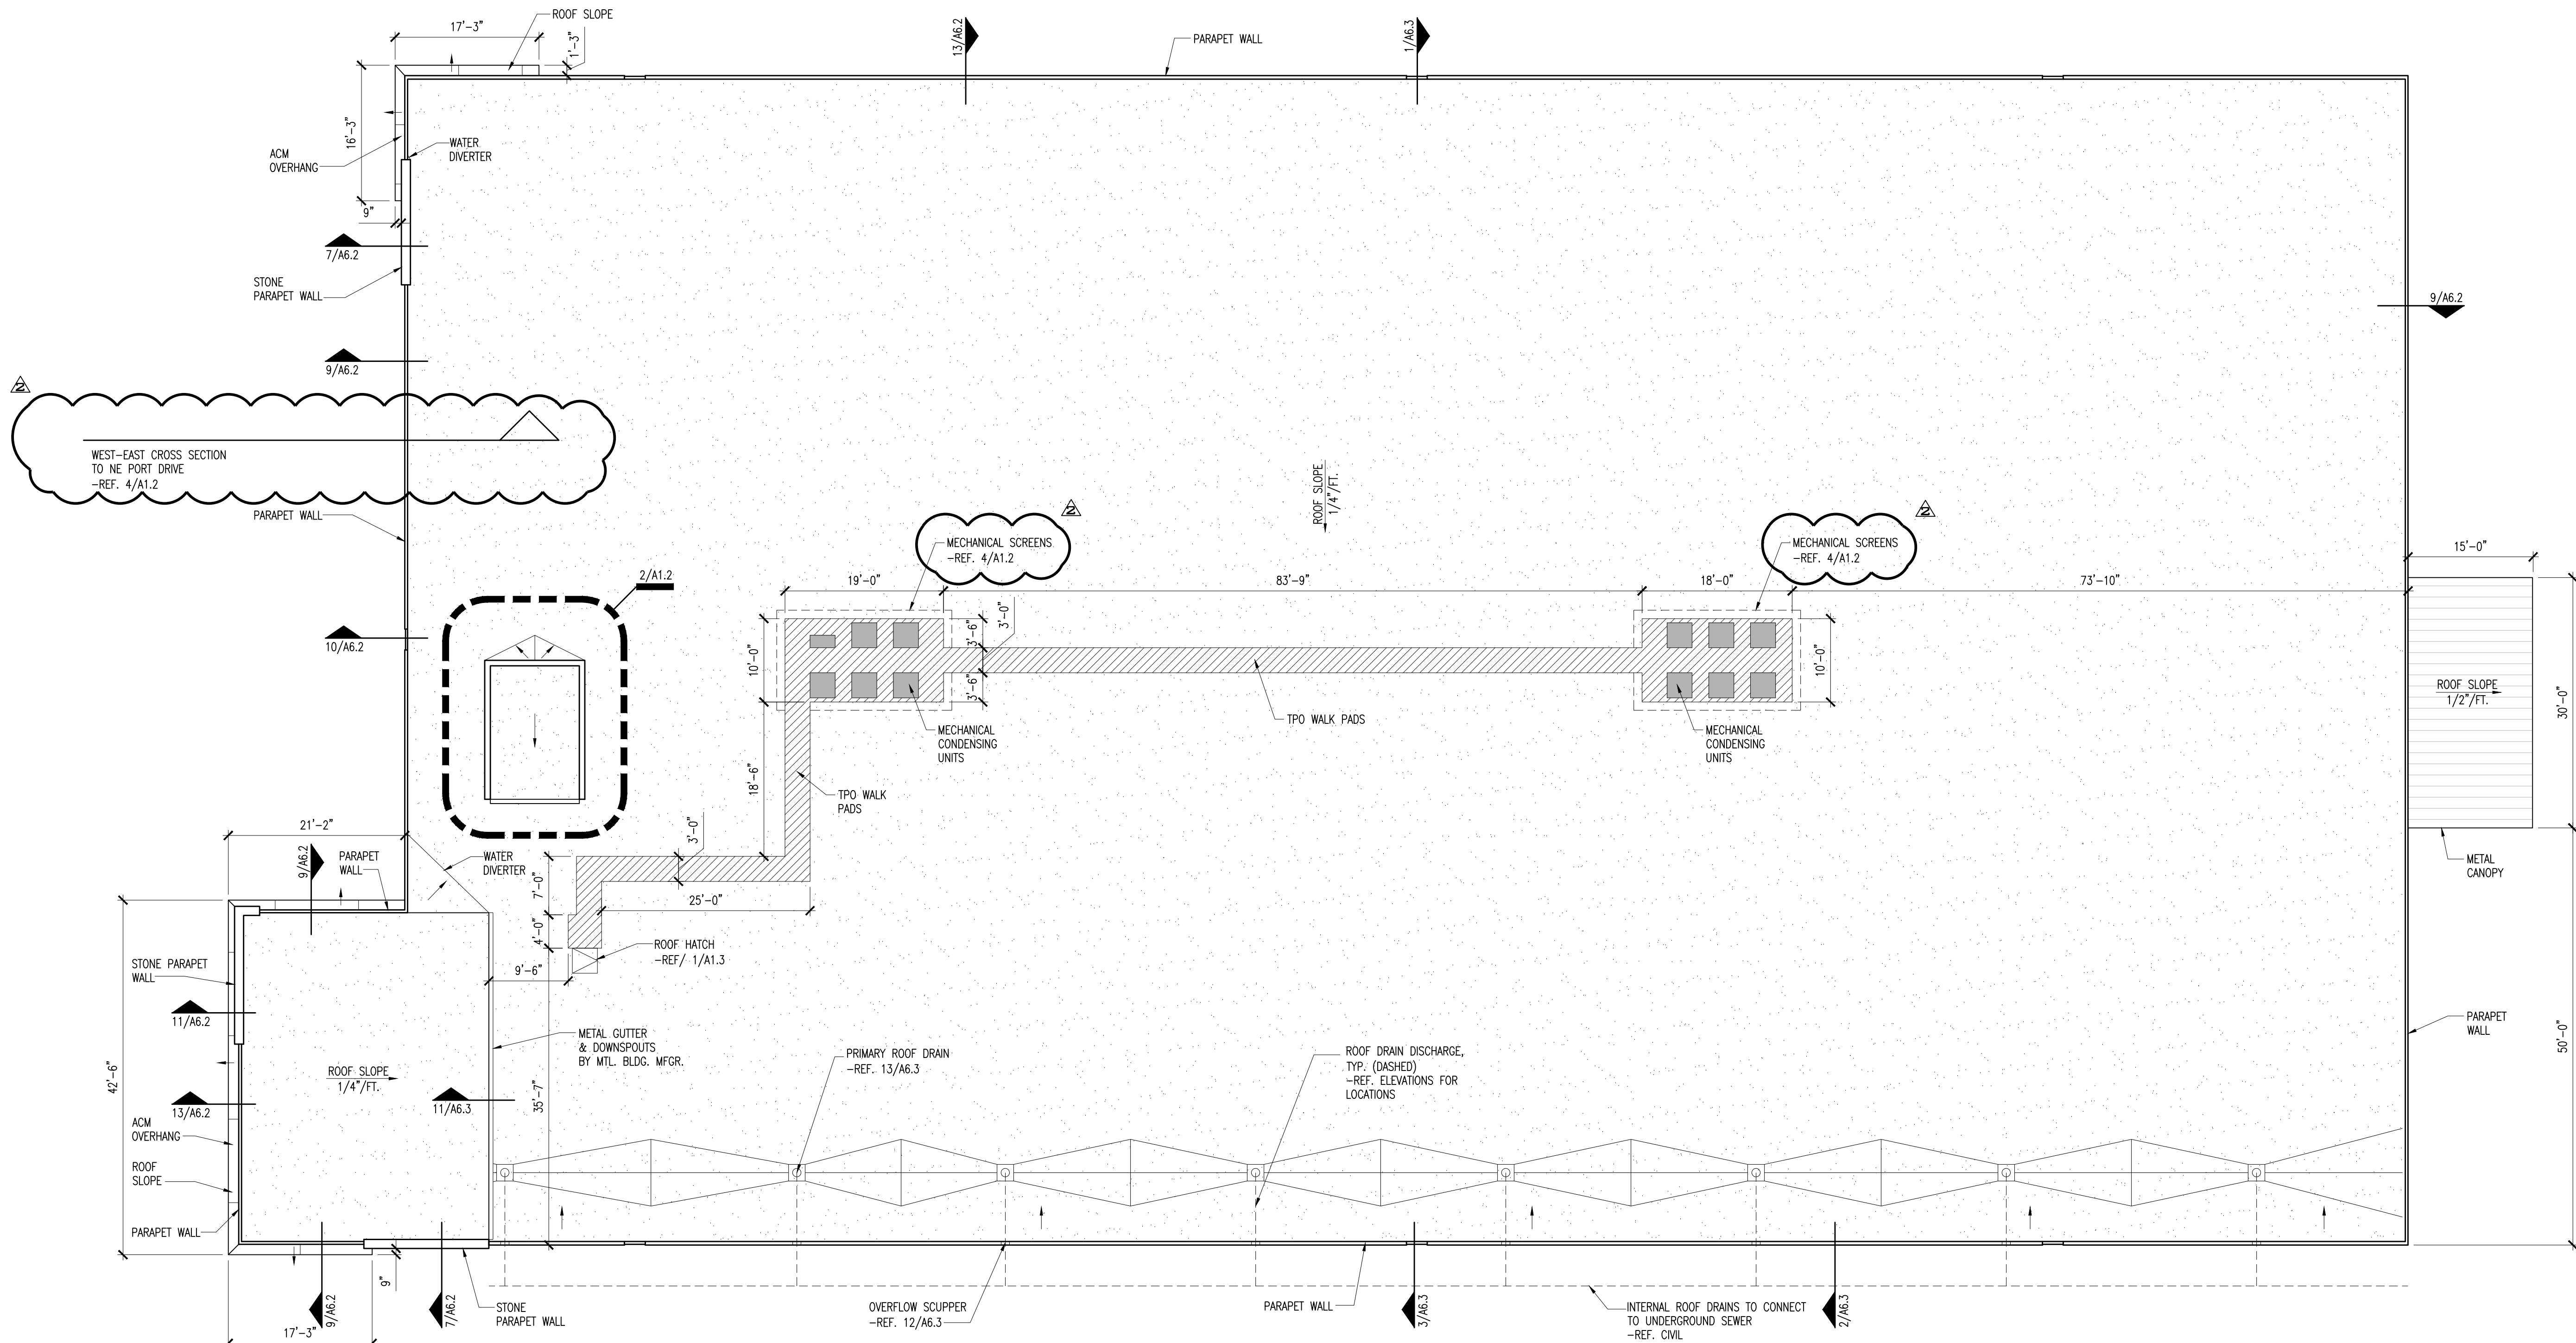 17'-3"
ROOF SLOPE
1'-3"
13/A6.2
PARAPET WALL
1/A6.3
16'-3"
ACM
OVERHANG
WATER
DIVERTER
9"
7/A6.2
STONE
PARAPET WALL
9/A6.2
9/A6.2
2
WEST-EAST CROSS SECTION
TO NE PORT DRIVE
-REF. 4/A1.2
PARAPET WALL
ROOF SLOPE
1/4"/FT.
2
MECHANICAL SCREENS
-REF. 4/A1.2
2
MECHANICAL SCREENS
-REF. 4/A1.2
15'-0"
2/A1.2
19'-0"
83'-9"
18'-0"
73'-10"
3'-0"
3'-6"
10/A6.2
10'-0"
3'-6"
10'-0"
ROOF SLOPE
1/2"/FT.
30'-0"
TPO WALK PADS
MECHANICAL
CONDENSING
UNITS
MECHANICAL
CONDENSING
UNITS
18'-6"
TPO WALK
PADS
21'-2"
3'-0"
9/A6.2
PARAPET
WALL
WATER
DIVERTER
METAL
CANOPY
7'-0"
25'-0"
4'-0"
ROOF HATCH
-REF/ 1/A1.3
9'-6"
STONE PARAPET
WALL
11/A6.2
METAL GUTTER
& DOWNSPOUTS
BY MTL. BLDG. MFGR.
PARAPET
WALL
50'-0"
PRIMARY ROOF DRAIN
-REF. 13/A6.3
ROOF DRAIN DISCHARGE,
TYP. (DASHED)
-REF. ELEVATIONS FOR
LOCATIONS
42'-6"
ROOF SLOPE
1/4"/FT.
13/A6.2
11/A6.3
35'-7"
ACM
OVERHANG
ROOF
SLOPE
PARAPET WALL
9"
9/A6.2
7/A6.2
STONE
PARAPET WALL
OVERFLOW SCUPPER
-REF. 12/A6.3
PARAPET WALL
3/A6.3
INTERNAL ROOF DRAINS TO CONNECT
TO UNDERGROUND SEWER
-REF. CIVIL
2/A6.3
17'-3"